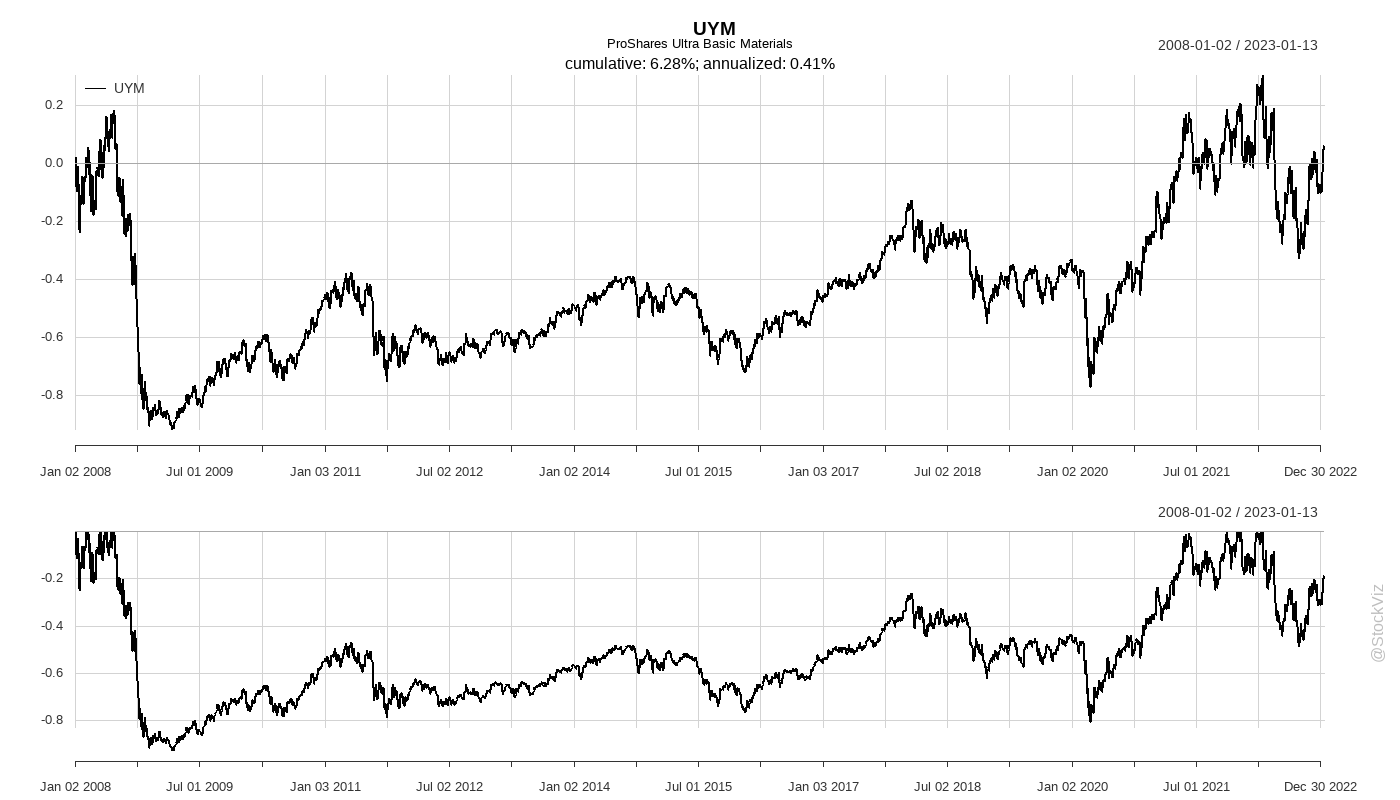 UYM
ProShares Ultra Basic Materials
cumulative: 6.28%; annualized: 0.41%
2008-01-02 / 2023-01-13
UYM
0.2
0.0
-0.2
-0.4
-0.6
-0.8
Jan 02 2008 Jul 01 2009 Jan 03 2011 Jul 02 2012 Jan 02 2014 Jul 01 2015 Jan 03 2017 Jul 02 2018 Jan 02 2020 Jul 01 2021 Dec 30 2022
2008-01-02 / 2023-01-13
-0.2
-0.4
-0.6
-0.8
Jan 02 2008 Jul 01 2009 Jan 03 2011 Jul 02 2012 Jan 02 2014 Jul 01 2015 Jan 03 2017 Jul 02 2018 Jan 02 2020 Jul 01 2021 Dec 30 2022
@StockViz